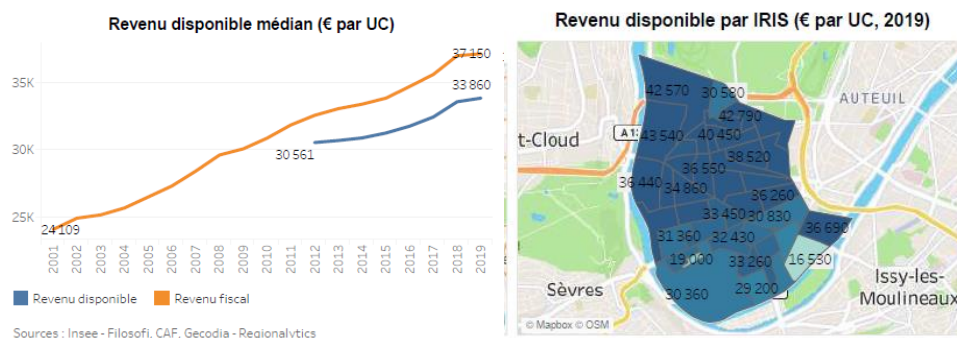 Revenu disponible médian (€ par UC)
37 150
35K
33 860
30K
30 561
25K
24 109
2001 2002 2003 2004 2005 2006 2007 2008 2009 2010 2011 2012 2013 2014 2015 2016 2017 2018 2019
Revenu disponible
Revenu fiscal
Sources : Insee - Filosofi, CAF, Gecodia - Regionalytics
Revenu disponible par IRIS (€ par UC, 2019)
42 570
30 580
AUTEUIL
42 790
t-Cloud
A13
43 540
40 450
38 520
36 550
36 440
34 860
36 260
33 450
30 830
36 690
31 360
32 430
19 000
33 260
16 530
Issy-les-
Moulineaux
Sèvres
30 360
29 200
© Mapbox © OSM